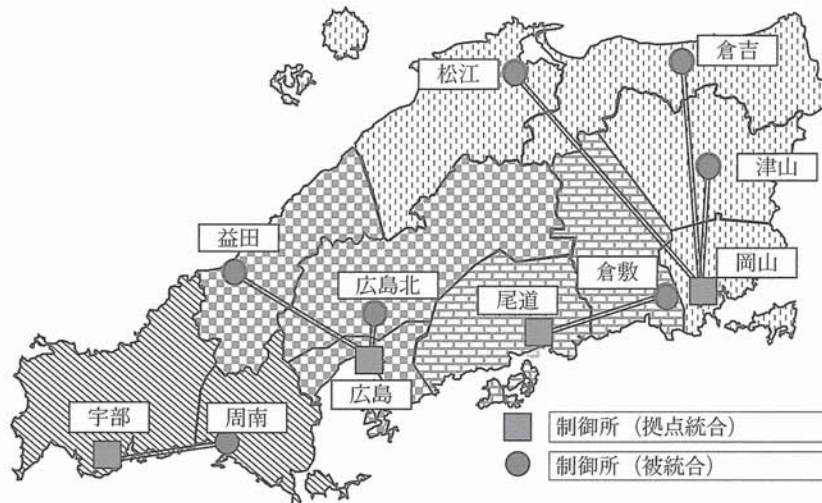 倉吉
松江
津山
益田
岡山
倉敷
広島北
尾道
広島
宇部
周南
制御所（拠点統合）
制御所（被統合）